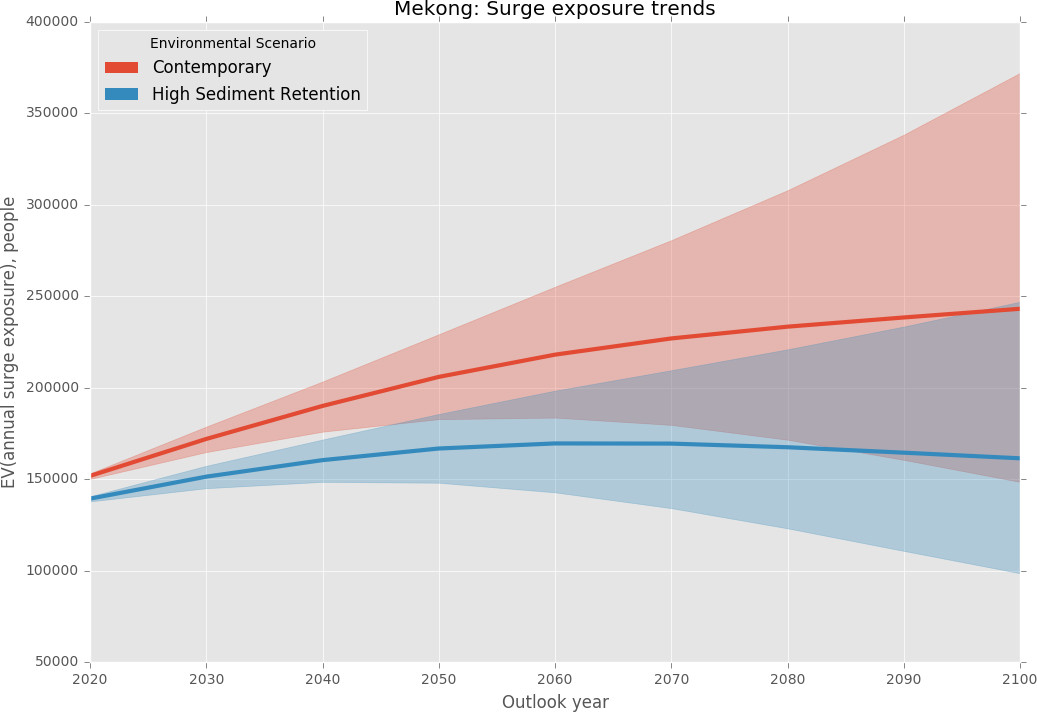 Mekong: Surge exposure trends
Environmental Scenario
Contemporary
High Sediment Retention
EV(annual surge exposure), people
400000
350000
300000
250000
200000
150000
100000
50000
2020 2030 2040 2050 2060 2070 2080 2090 2100
Outlook year